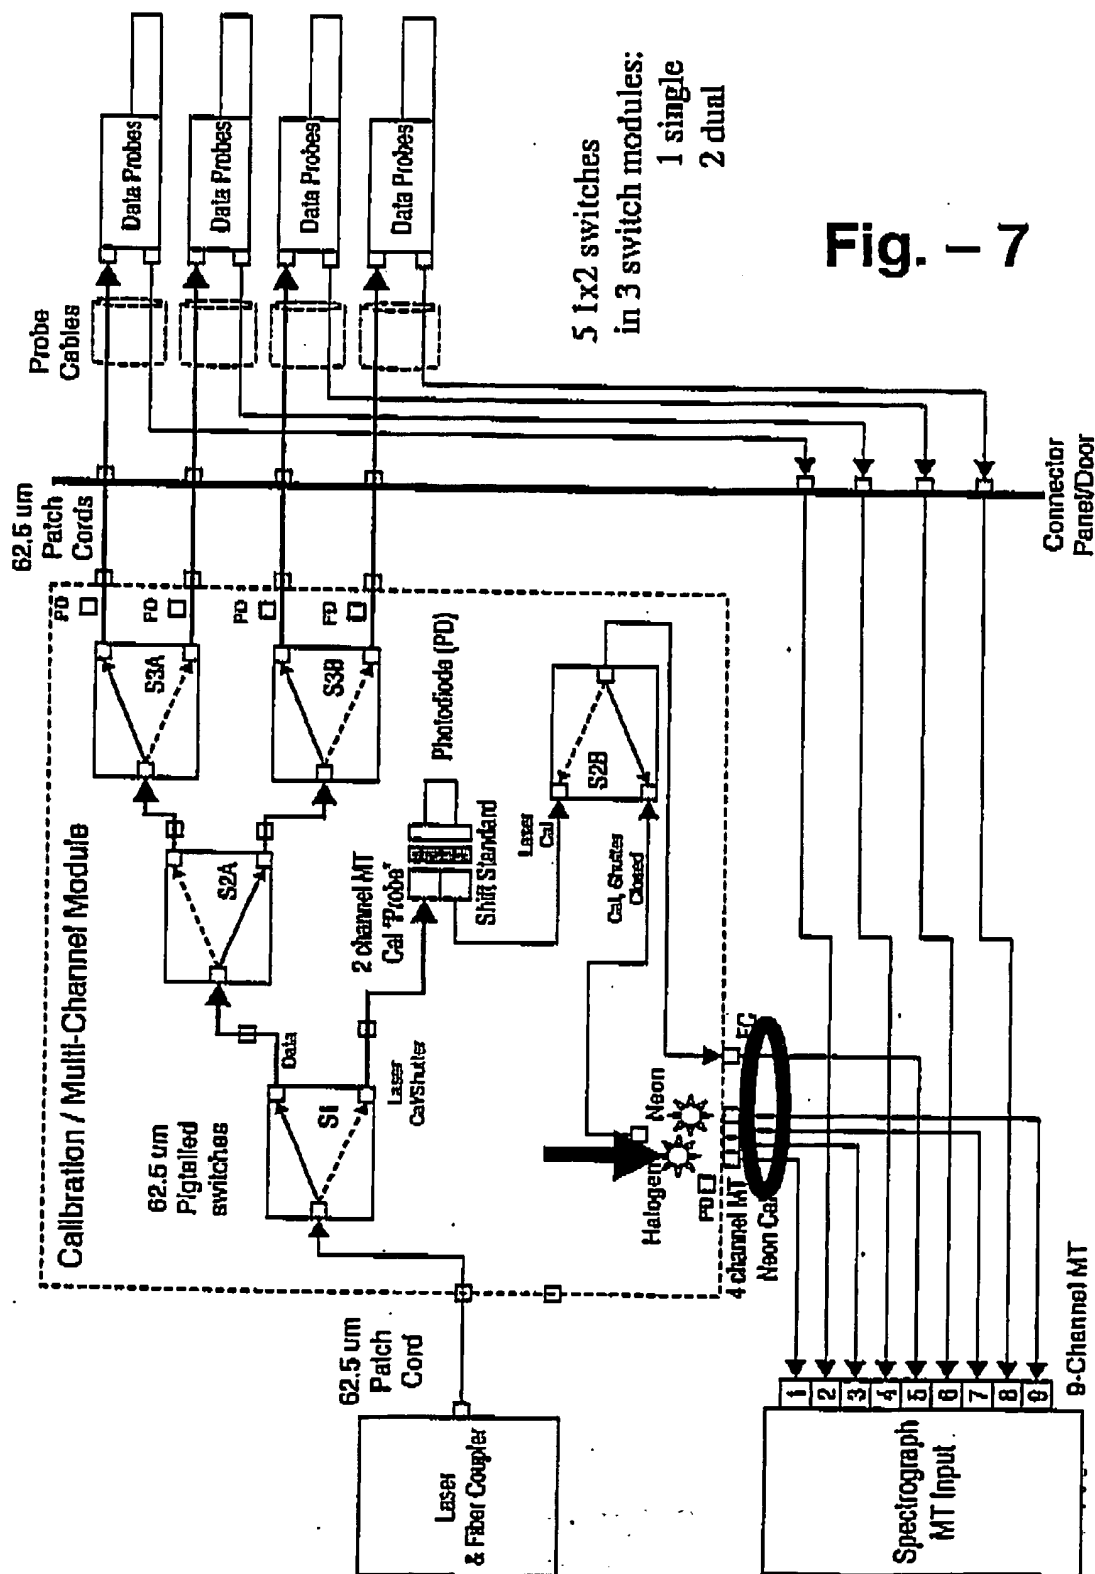 Laser
& Fiber Coupler
62.5 um
Patch
Cord
Calibration / Multi-Channel Module
62.5 um
Pigtailed
switches
S1
Data
Laser
Cal/Shutter
S2A
S3A
S3B
PD
PD
PD
PD
62.5 um
Patch
Cords
Probe
Cables
Data Probes
Data Probes
Data Probes
Data Probes
2 channel MT
Cal "Probe"
Shift Standard
Photodiode (PD)
Laser
Cal
Cal, Shutter
Closed
S2B
Halogen
Neon
PD
4 channel MT
Neon Cal
FC
Spectrograph
MT Input
1
2
3
4
5
6
7
8
9
9-Channel MT
Connector
Panel/Door
5 1x2 switches
in 3 switch modules:
1 single
2 dual
Fig. – 7